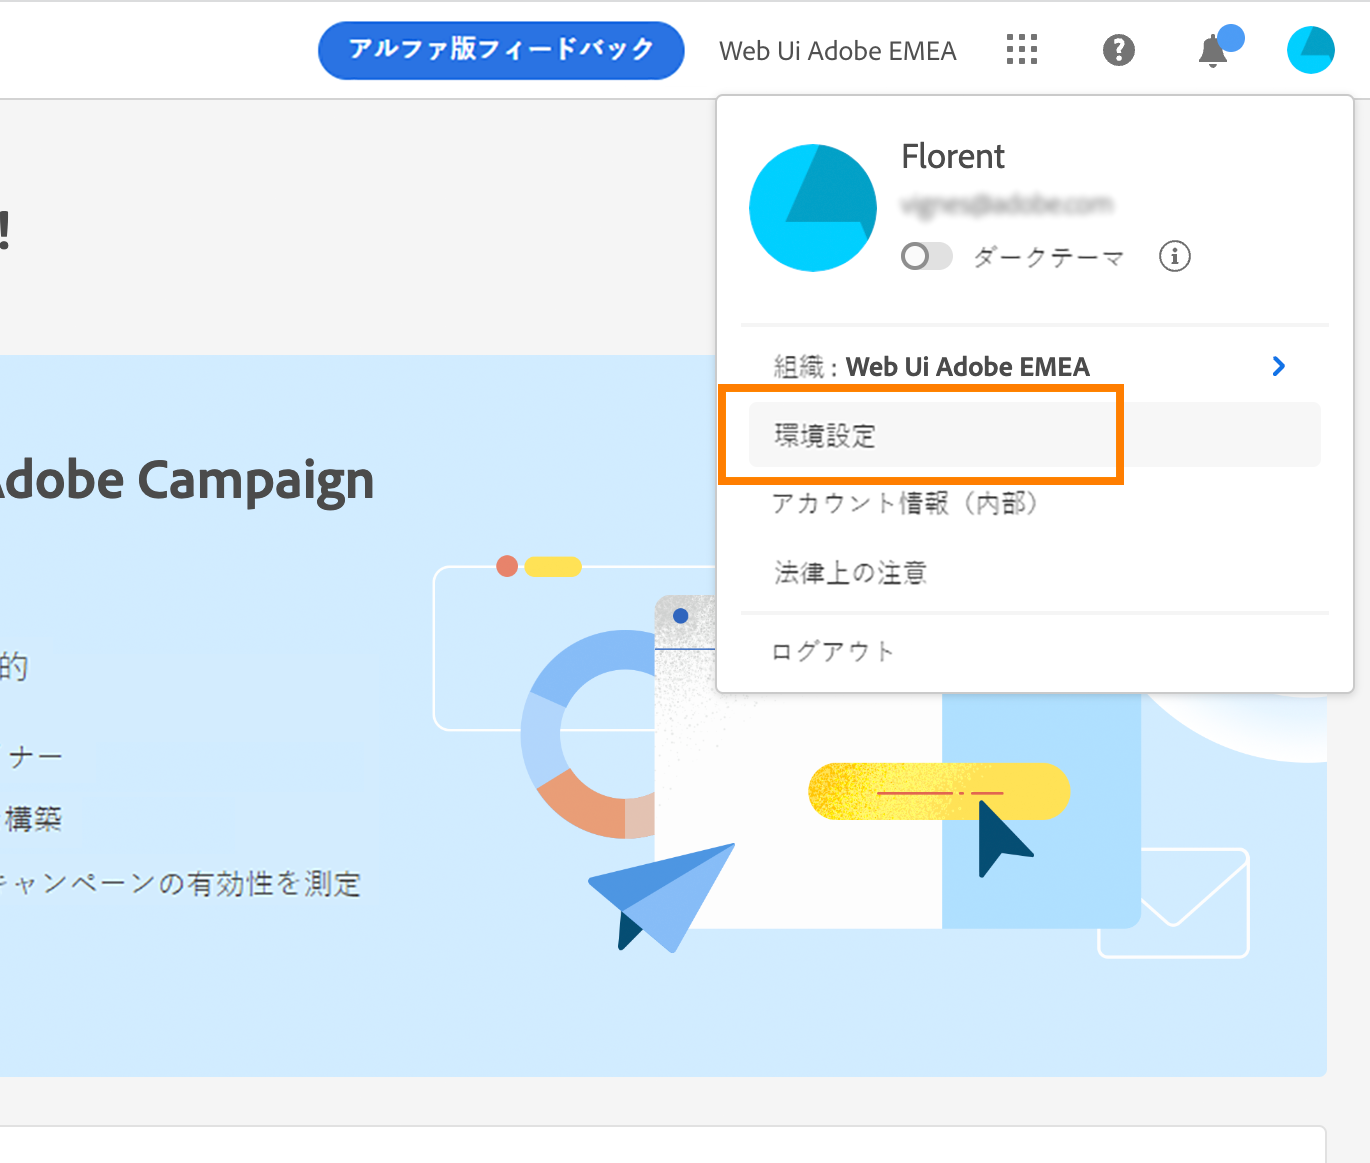 アルファ版フィードバック
Web Ui Adobe EMEA
Florent
ダークテーマ
!
組織 : Web Ui Adobe EMEA
環境設定
アカウント情報（内部）
法律上の注意
ログアウト
Adobe Campaign
的
ナー
構築
キャンペーンの有効性を測定